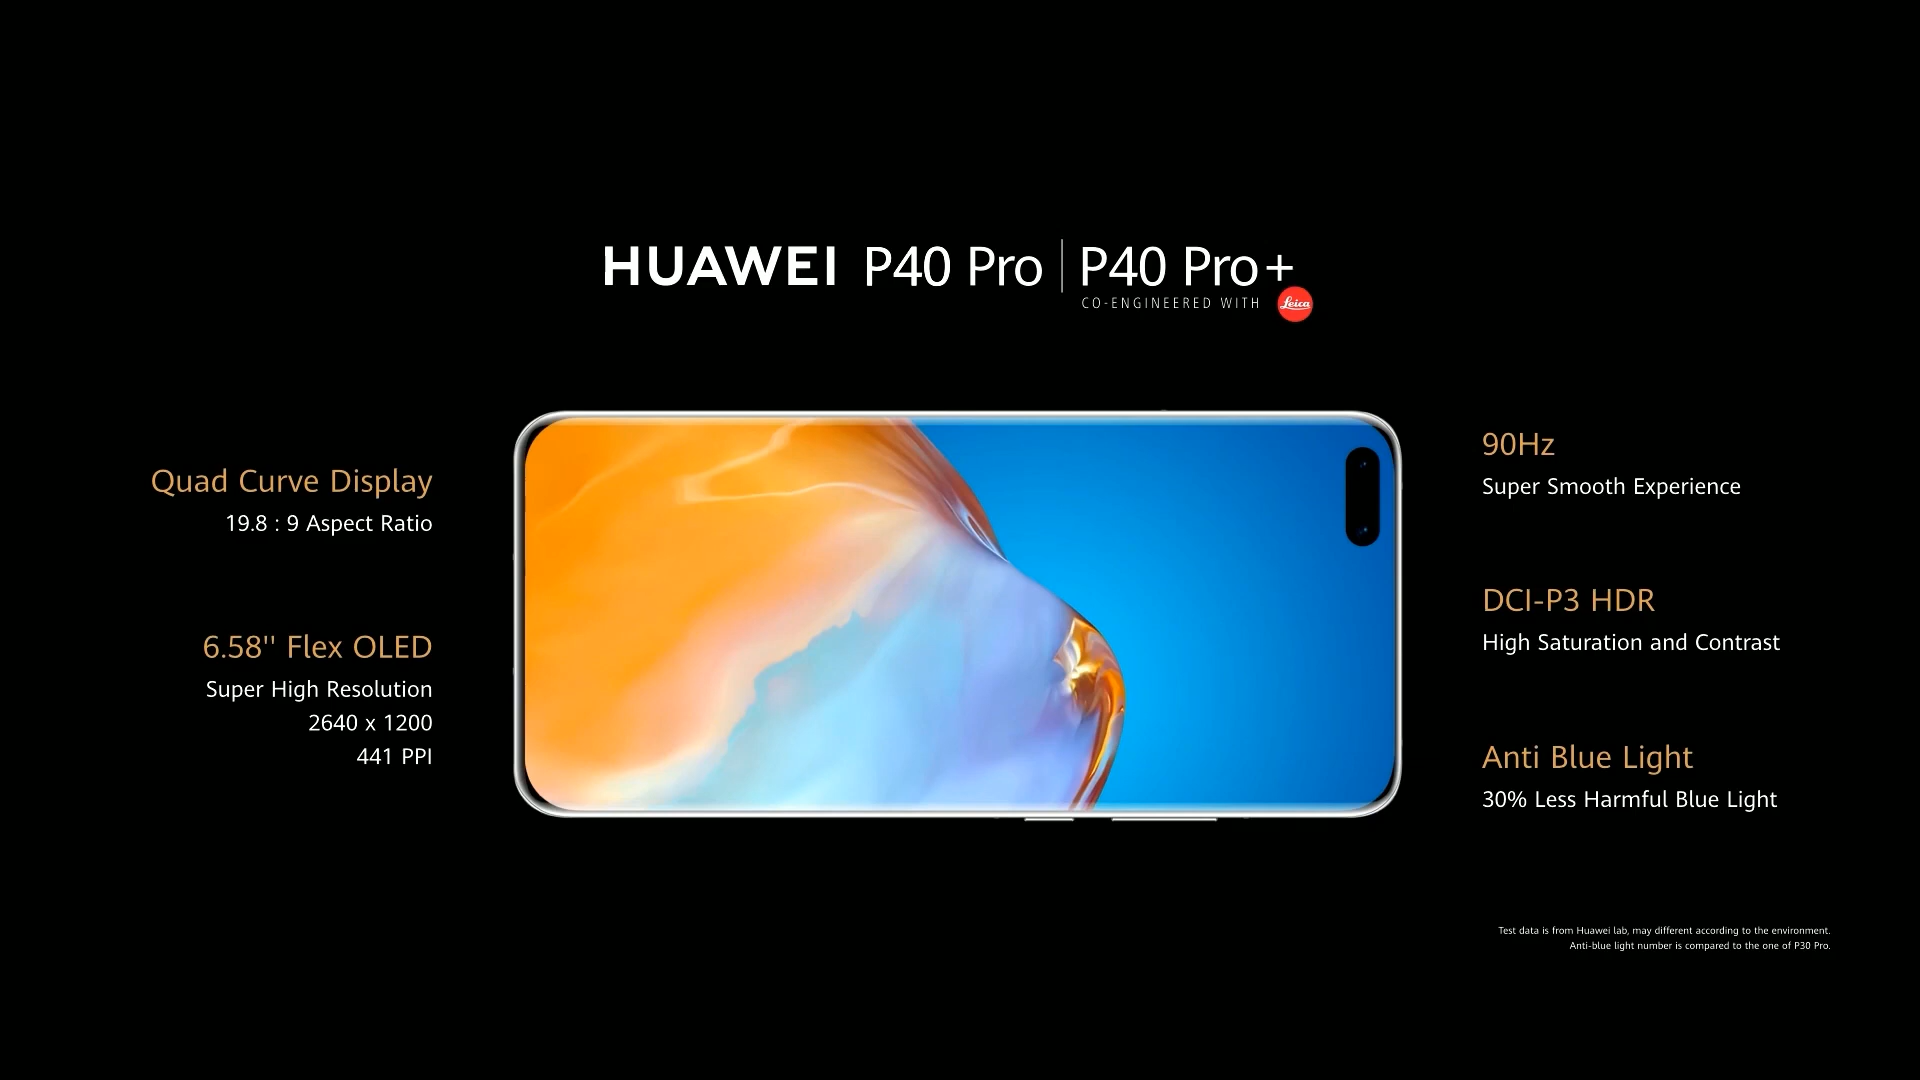 HUAWEI P40 Pro | P40 Pro+
CO-ENGINEERED WITH Leica
Quad Curve Display
19.8 : 9 Aspect Ratio
6.58'' Flex OLED
Super High Resolution
2640 x 1200
441 PPI
90Hz
Super Smooth Experience
DCI-P3 HDR
High Saturation and Contrast
Anti Blue Light
30% Less Harmful Blue Light
Test data is from Huawei lab, may different according to the environment.
Anti-blue light number is compared to the one of P30 Pro.